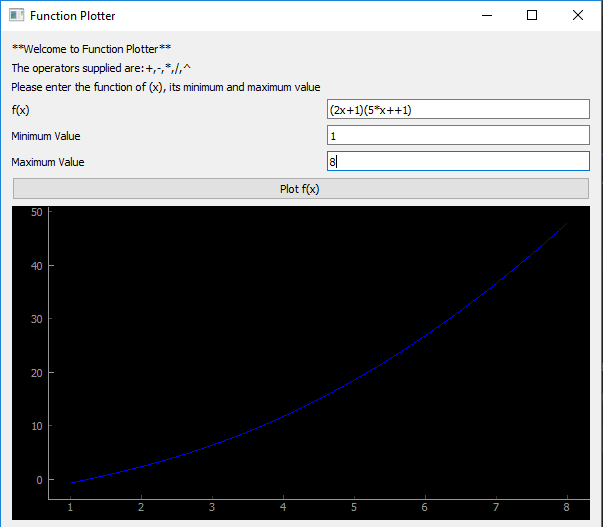 Function Plotter
**Welcome to Function Plotter**
The operators supplied are:+,-,*,/,^
Please enter the function of (x), its minimum and maximum value
f(x)
(2x+1)(5*x++1)
Minimum Value
1
Maximum Value
8
Plot f(x)
50
40
30
20
10
0
1 2 3 4 5 6 7 8